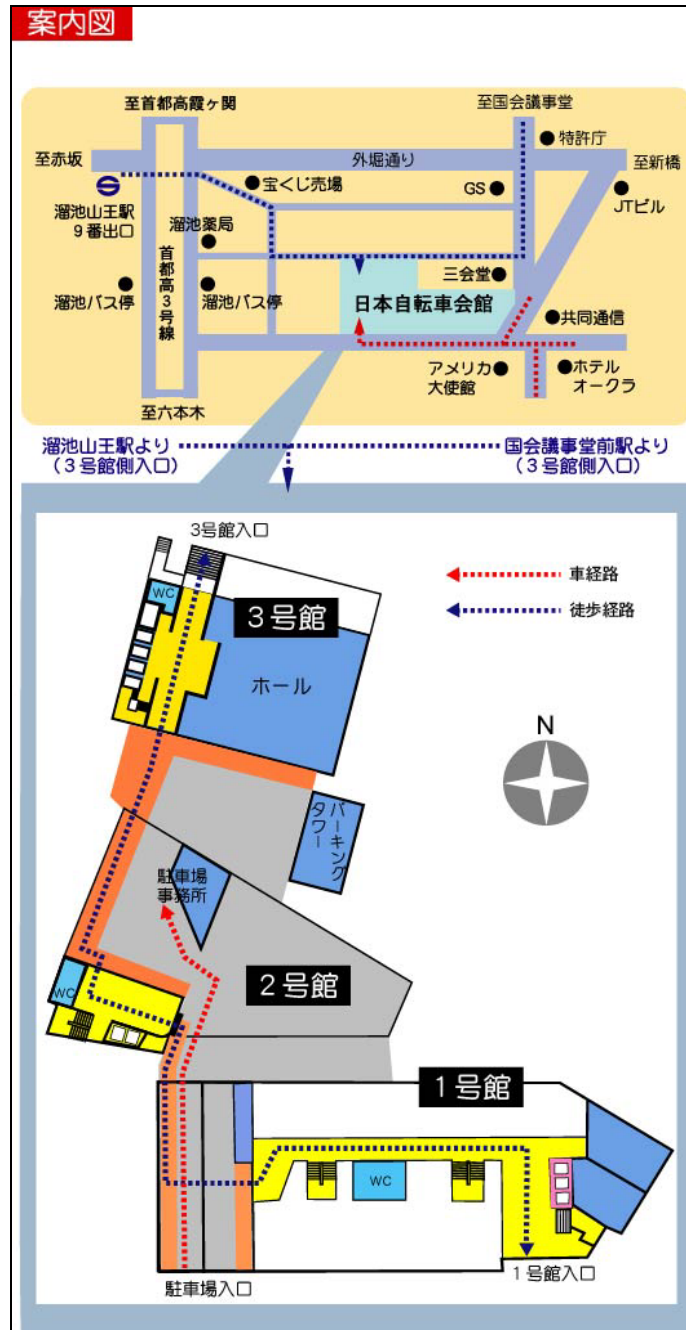 案内図
至首都高霞ヶ関
至国会議事堂
特許庁
至赤坂
外堀通り
至新橋
宝くじ売場
GS
JTビル
溜池山王駅
9番出口
溜池薬局
首都高3号線
三会堂
溜池バス停
溜池バス停
日本自転車会館
共同通信
アメリカ
大使館
ホテル
オークラ
至六本木
溜池山王駅より
(3号館側入口)
国会議事堂前駅より
(3号館側入口)
3号館入口
車経路
WC
3号館
徒歩経路
ホール
N
パーキング
タワー
駐車場
事務所
WC
2号館
1号館
WC
1号館入口
駐車場入口